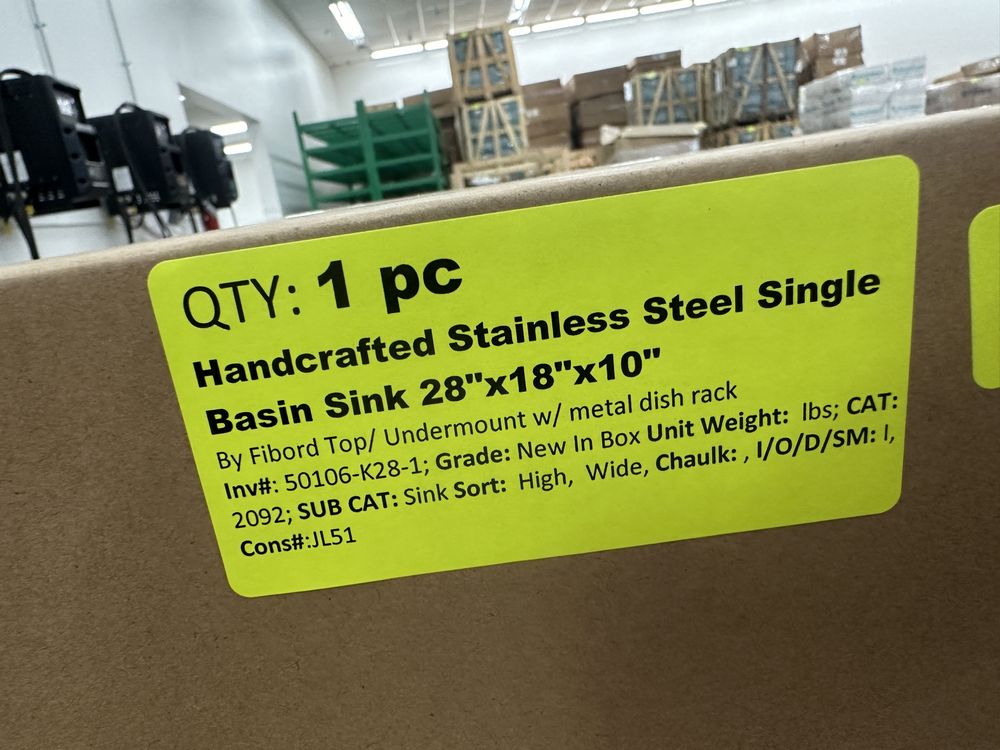 QTY: 1 pc
Handcrafted Stainless Steel Single
Basin Sink 28"x18"x10"
By Fibord Top/ Undermount w/ metal dish rack
Inv#: 50106-K28-1; Grade: New In Box Unit Weight: lbs; CAT:
2092; SUB CAT: Sink Sort: High, Wide, Chaulk: , I/O/D/SM: I,
Cons#:JL51